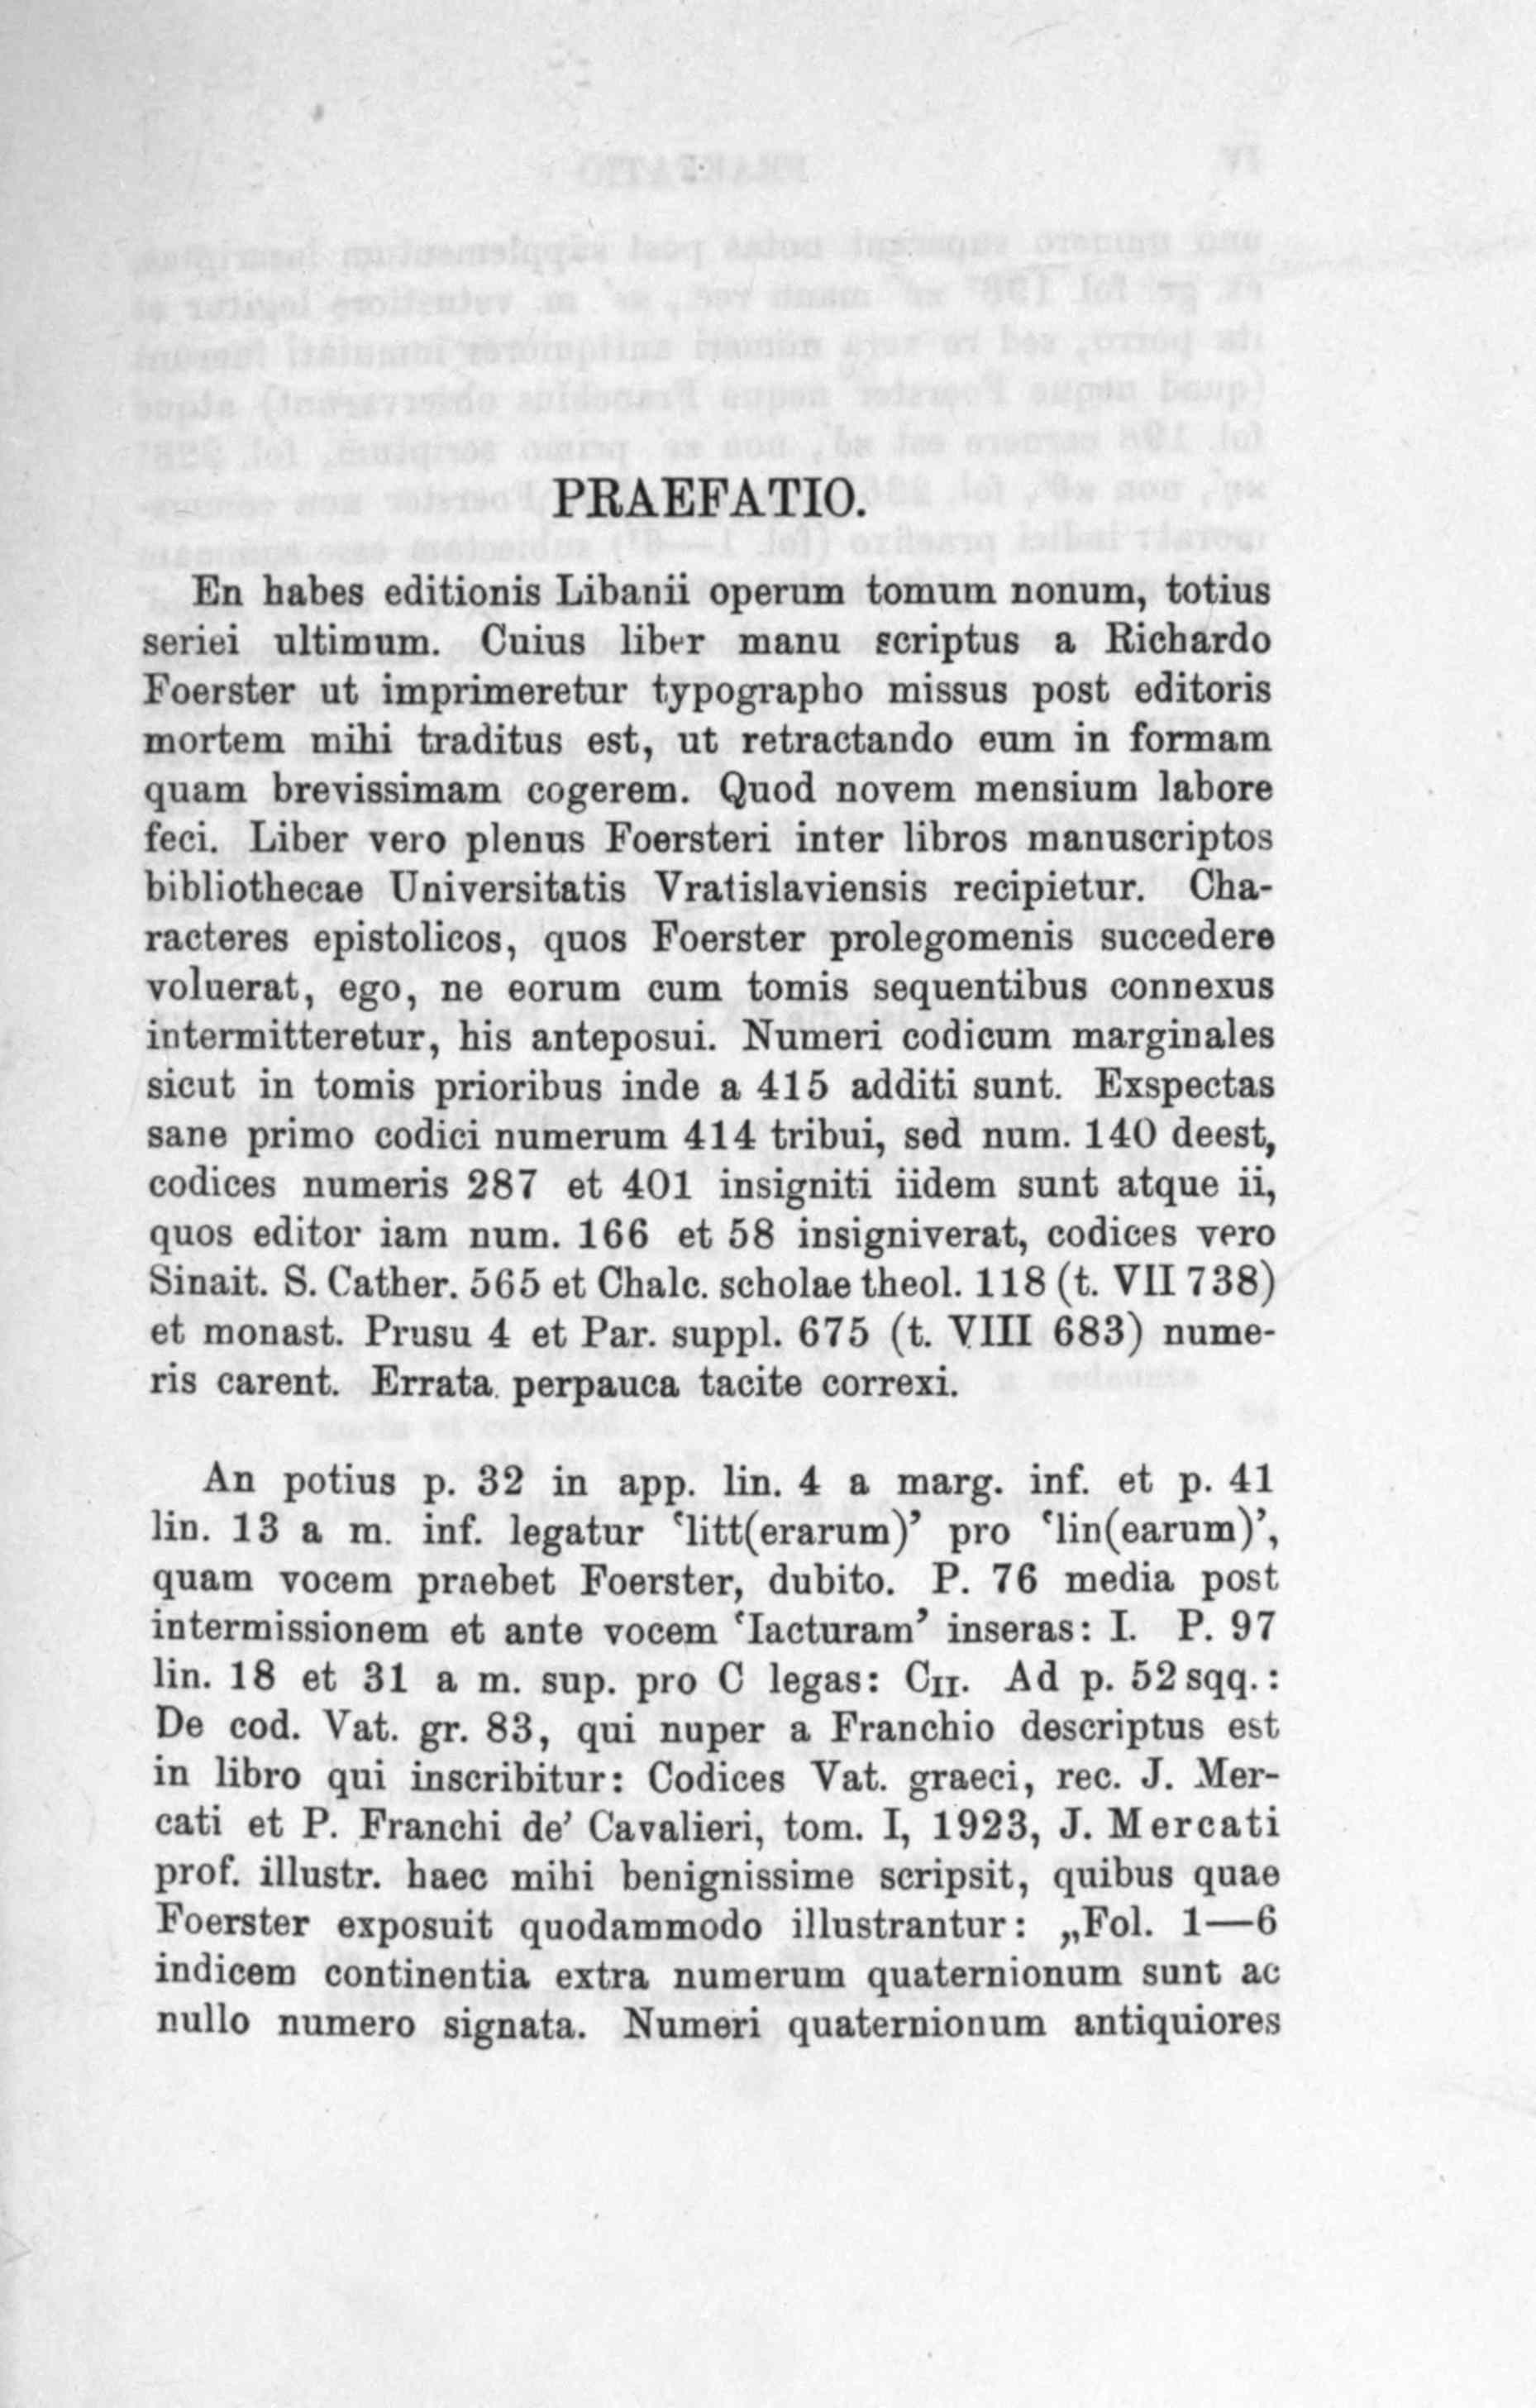 PRAEFATIO.
En habes editionis Libanii operum tomum nonum, totius
seriei ultimum. Cuius liber manu scriptus a Richardo
Foerster ut imprimeretur typographo missus post editoris
mortem mihi traditus est, ut retractando eum in formam
quam brevissimam cogerem. Quod novem mensium labore
feci. Liber vero plenus Foersteri inter libros manuscriptos
bibliothecae Universitatis Vratislaviensis recipietur. Cha-
racteres epistolicos, quos Foerster prolegomenis succedere
voluerat, ego, ne eorum cum tomis sequentibus connexus
intermitteretur, his anteposui. Numeri codicum marginales
sicut in tomis prioribus inde a 415 additi sunt. Exspectas
sane primo codici numerum 414 tribui, sed num. 140 deest,
codices numeris 287 et 401 insigniti iidem sunt atque ii,
quos editor iam num. 166 et 58 insigniverat, codices vero
Sinait. S. Cather. 565 et Chalc. scholae theol. 118 (t. VII 738)
et monast. Prusu 4 et Par. suppl. 675 (t. VIII 683) nume-
ris carent. Errata perpauca tacite correxi.
An potius p. 32 in app. lin. 4 a marg. inf. et p. 41
lin. 13 a m. inf. legatur ‘litt(erarum)’ pro ‘lin(earum)’,
quam vocem praebet Foerster, dubito. P. 76 media post
intermissionem et ante vocem ‘Iacturam’ inseras: I. P. 97
lin. 18 et 31 a m. sup. pro C legas: CII. Ad p. 52 sqq.:
De cod. Vat. gr. 83, qui nuper a Franchio descriptus est
in libro qui inscribitur: Codices Vat. graeci, rec. J. Mer-
cati et P. Franchi de’ Cavalieri, tom. I, 1923, J. Mercati
prof. illustr. haec mihi benignissime scripsit, quibus quae
Foerster exposuit quodammodo illustrantur: „Fol. 1—6
indicem continentia extra numerum quaternionum sunt ac
nullo numero signata. Numeri quaternionum antiquiores